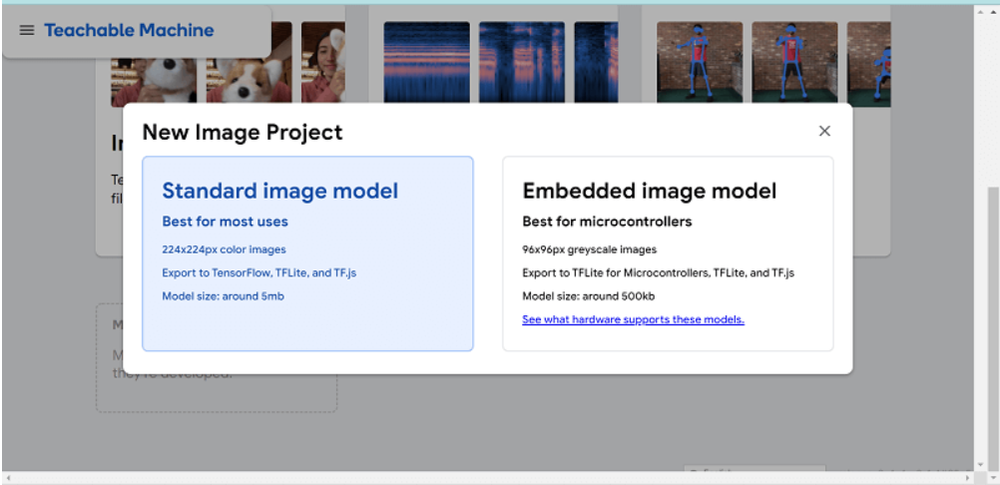 Teachable Machine
New Image Project
Standard image model
Best for most uses
224x224px color images
Export to TensorFlow, TFLite, and TF.js
Model size: around 5mb
Embedded image model
Best for microcontrollers
96x96px greyscale images
Export to TFLite for Microcontrollers, TFLite, and TF.js
Model size: around 500kb
See what hardware supports these models.
they're developed.